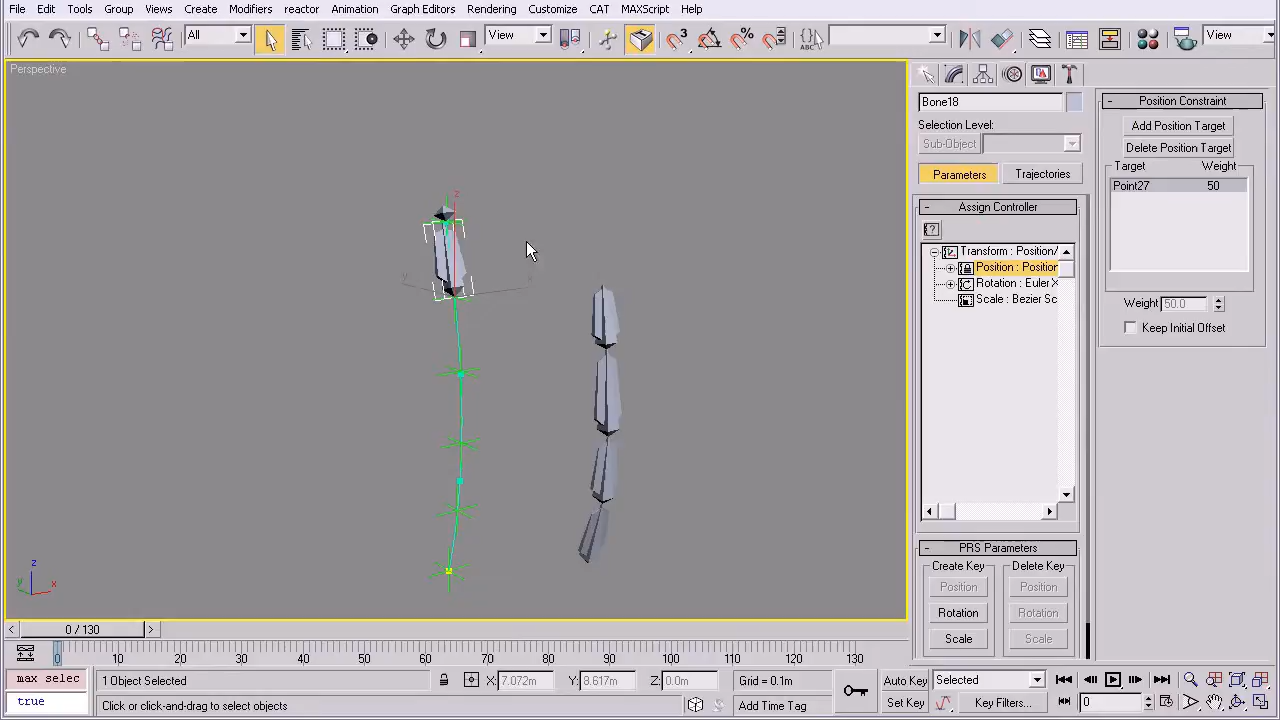 File Edit Tools Group Views Create Modifiers reactor Animation Graph Editors Rendering Customize CAT MAXScript Help
All View View
Perspective
Bone18
Selection Level:
Sub-Object
Parameters Trajectories
- Assign Controller
Transform : Position/
Position : Position
Rotation : Euler X
Scale : Bezier Sc
- PRS Parameters
Create Key Delete Key
Position Position
Rotation Rotation
Scale Scale
- Position Constraint
Add Position Target
Delete Position Target
Target Weight
Point27 50
Weight 50.0
Keep Initial Offset
z
y x
z
y x
< 0 / 130 >
0 10 20 30 40 50 60 70 80 90 100 110 120 130
max selec
true
1 Object Selected X: 7.072m Y: 8.617m Z: 0.0m Grid = 0.1m Auto Key Selected
Click or click-and-drag to select objects Add Time Tag Set Key Key Filters... 0